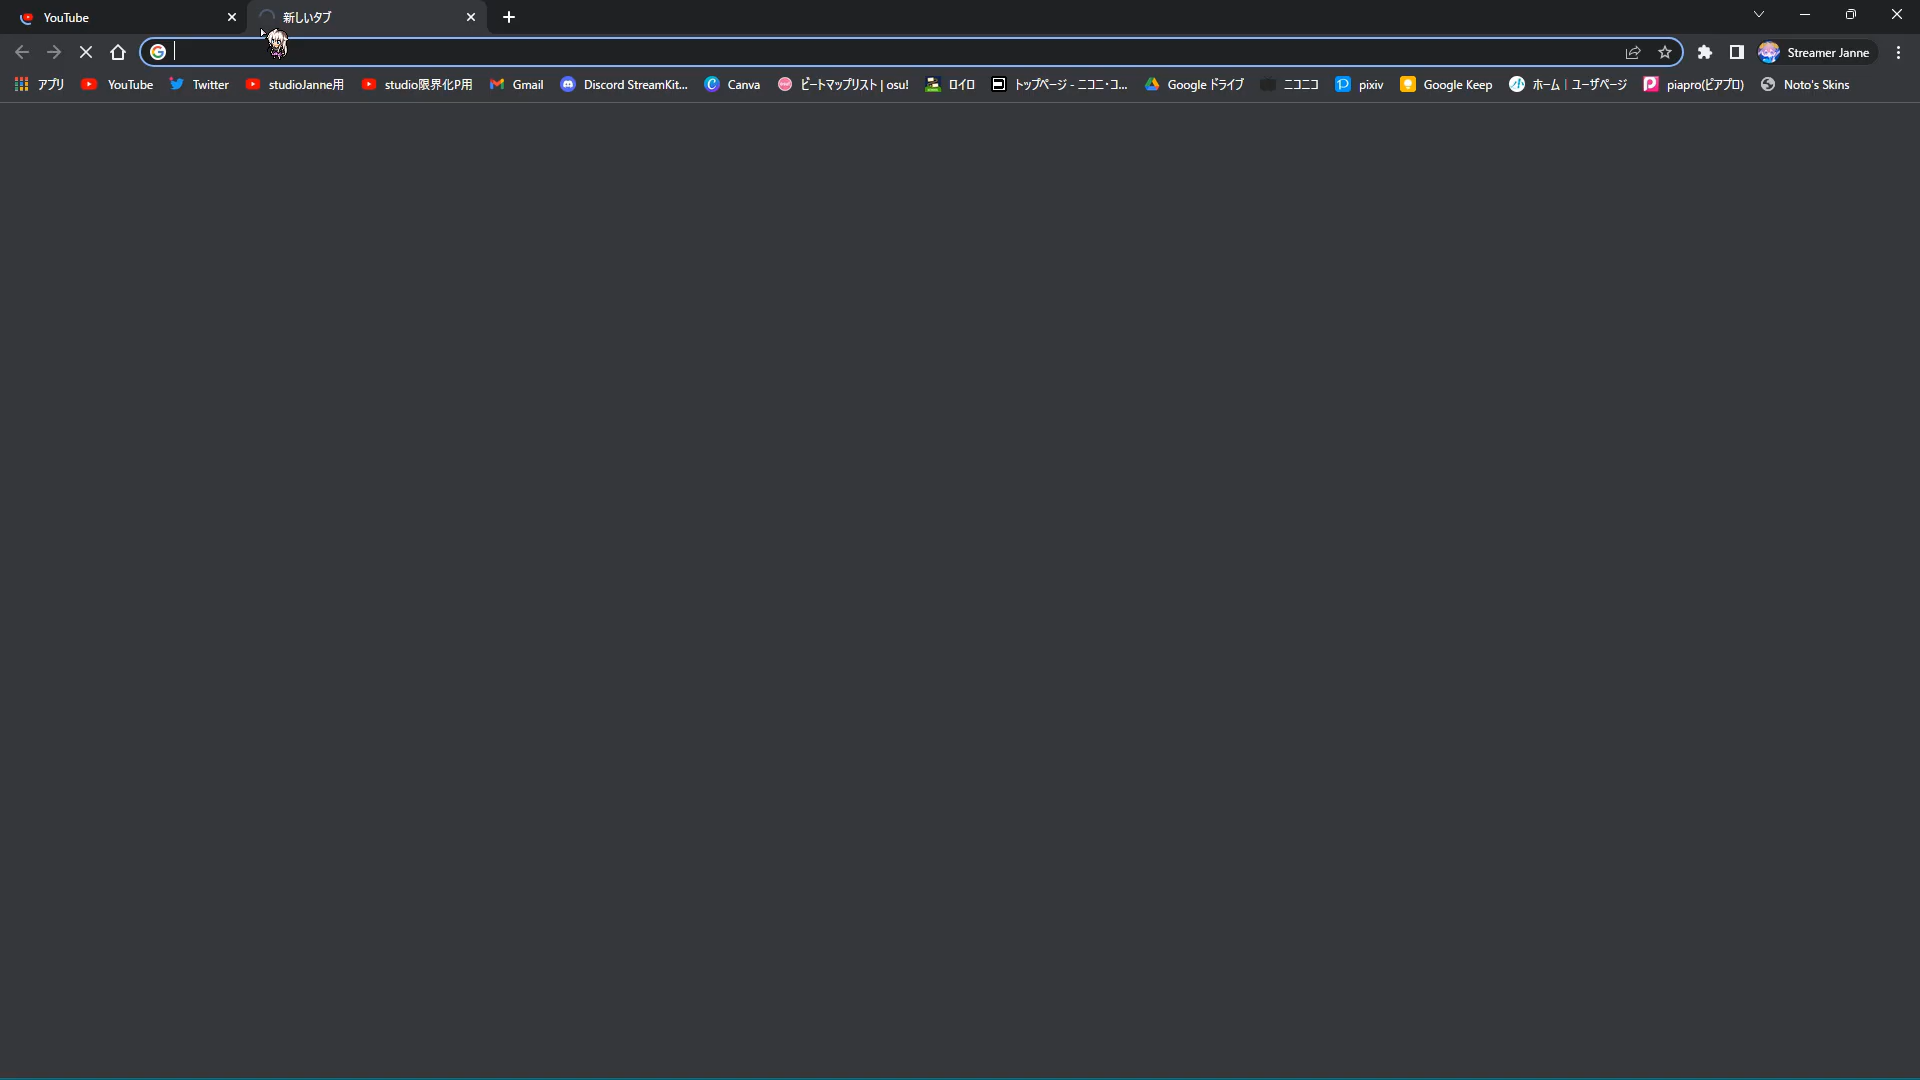 YouTube
新しいタブ
Streamer Janne
アプリ YouTube Twitter studioJanne用 studio限界化P用 Gmail Discord StreamKit... Canva ビートマップリスト | osu! ロイロ トップページ - ニコニ・コ... Google ドライブ ニコニコ pixiv Google Keep ホーム | ユーザページ piapro(ピアプロ) Noto's Skins